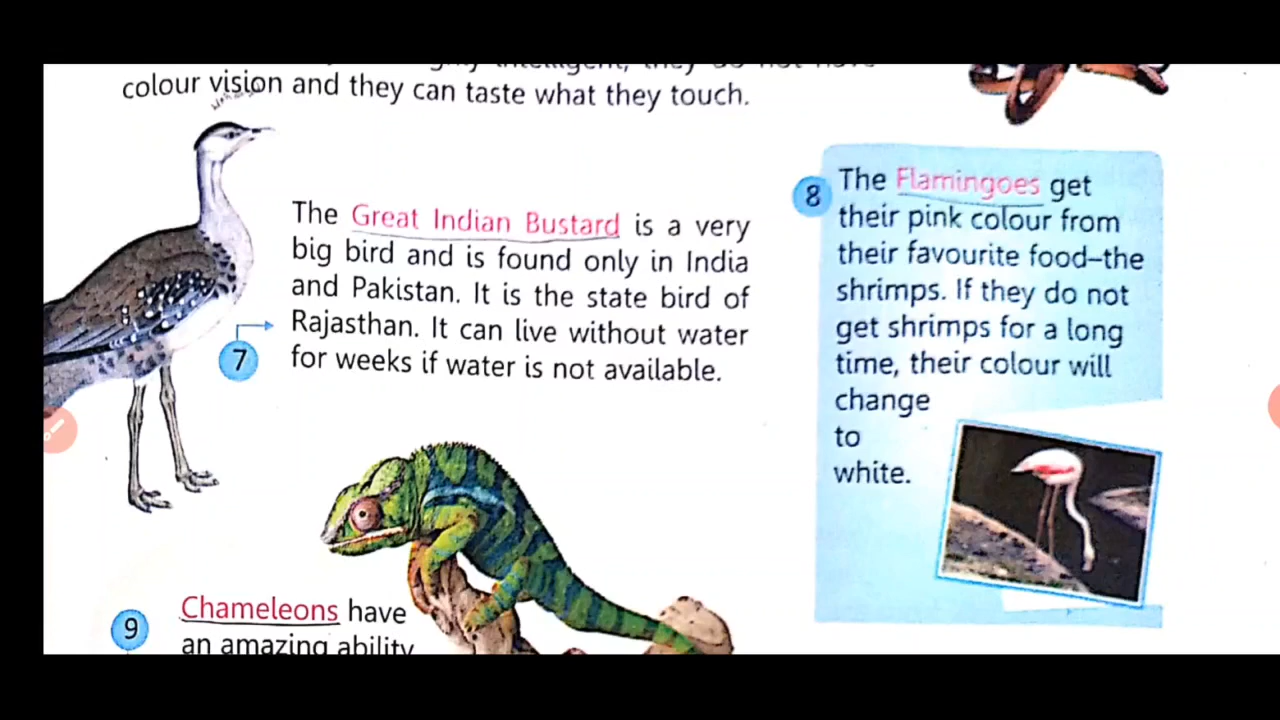 colour vision and they can taste what they touch.
The Great Indian Bustard is a very
big bird and is found only in India
and Pakistan. It is the state bird of
Rajasthan. It can live without water
for weeks if water is not available.
7
8
The Flamingoes get
their pink colour from
their favourite food–the
shrimps. If they do not
get shrimps for a long
time, their colour will
change
to
white.
9
Chameleons have
an amazing ability